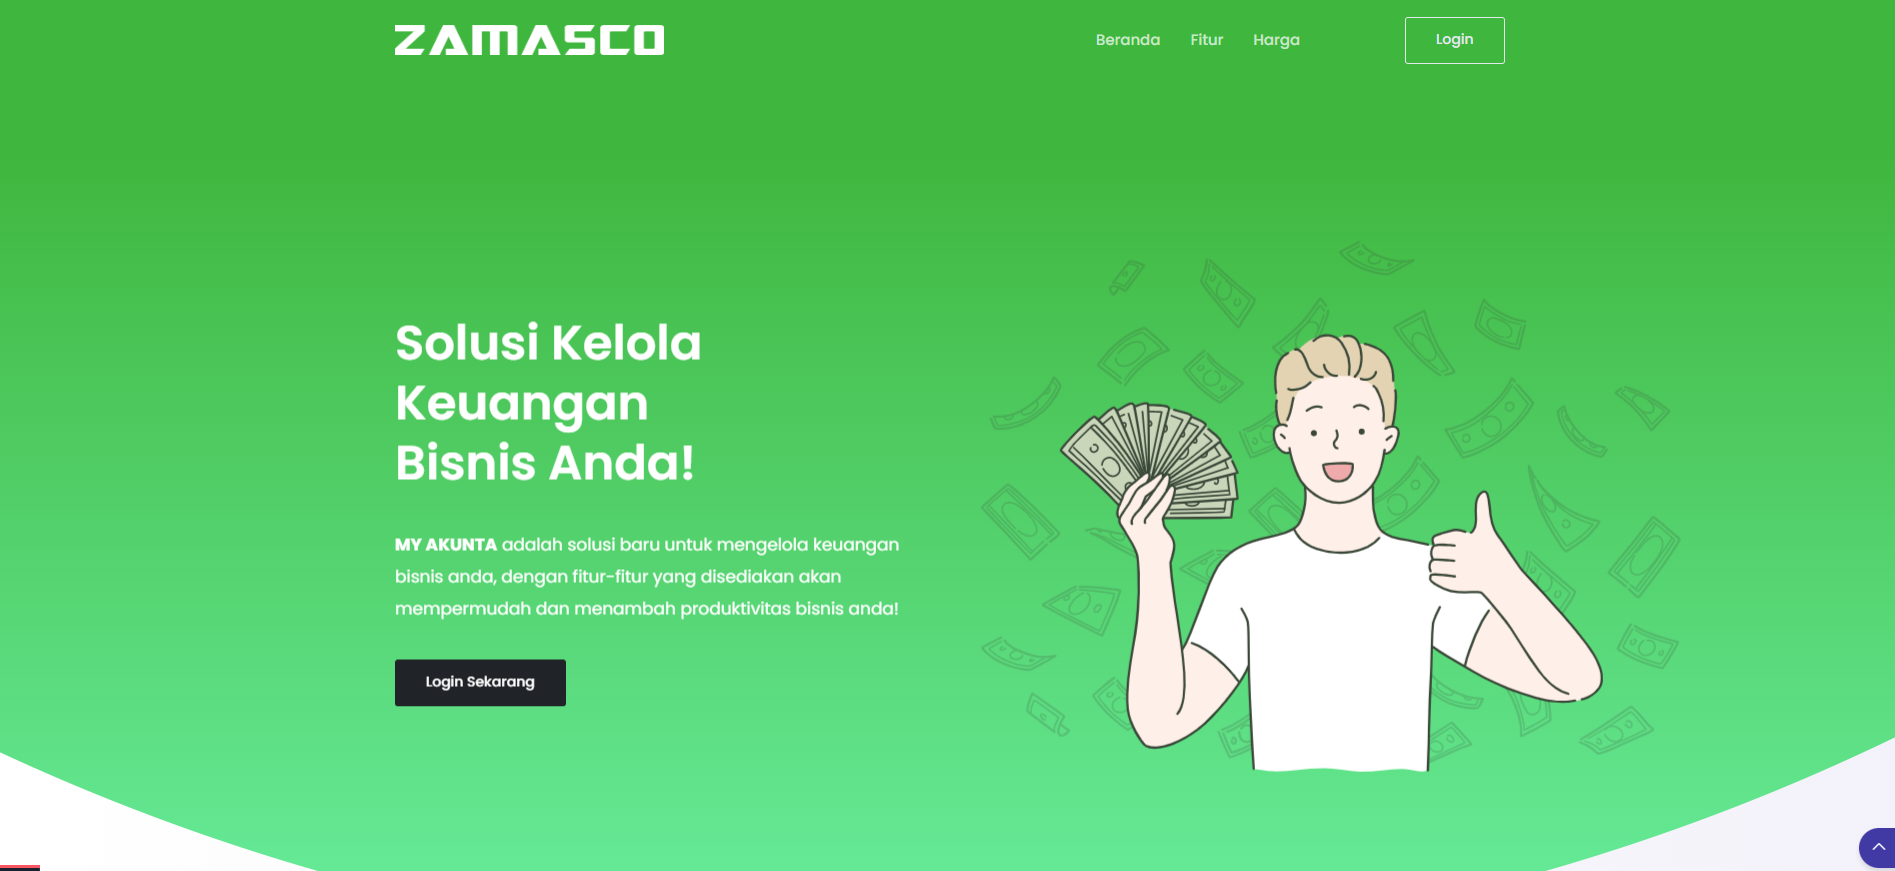 ZAMASCO
Beranda Fitur Harga Login
Solusi Kelola
Keuangan
Bisnis Anda!
MY AKUNTA adalah solusi baru untuk mengelola keuangan
bisnis anda, dengan fitur-fitur yang disediakan akan
mempermudah dan menambah produktivitas bisnis anda!
Login Sekarang